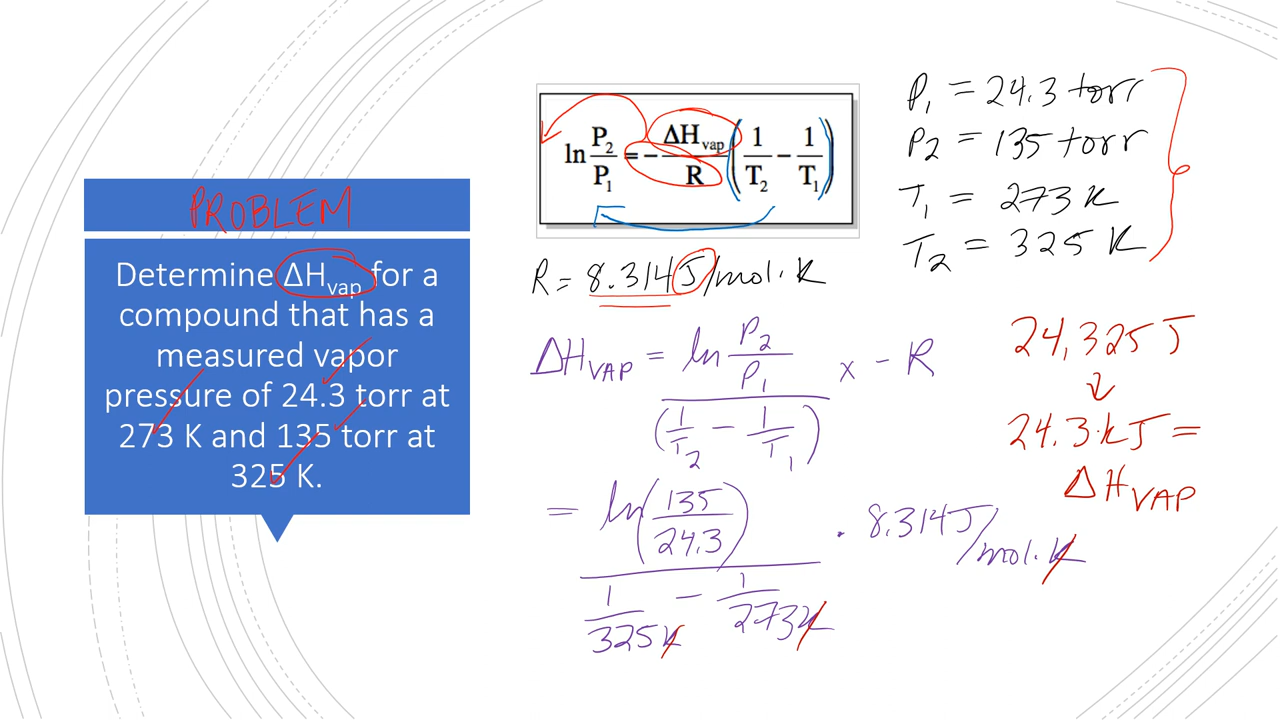 PROBLEM
Determine ΔHvap for a
compound that has a
measured vapor
pressure of 24.3 torr at
273 K and 135 torr at
325 K.
ln P2/P1 = - ΔHvap/R (1/T2 - 1/T1)
R = 8.314 J/mol·K
P1 = 24.3 torr
P2 = 135 torr
T1 = 273 K
T2 = 325 K
ΔHVAP = ln P2/P1 / (1/T2 - 1/T1) x - R
= ln(135/24.3) / 1/325K - 1/273K · 8.314J/mol·K
24,325 J
↓
24.3 kJ =
ΔHVAP